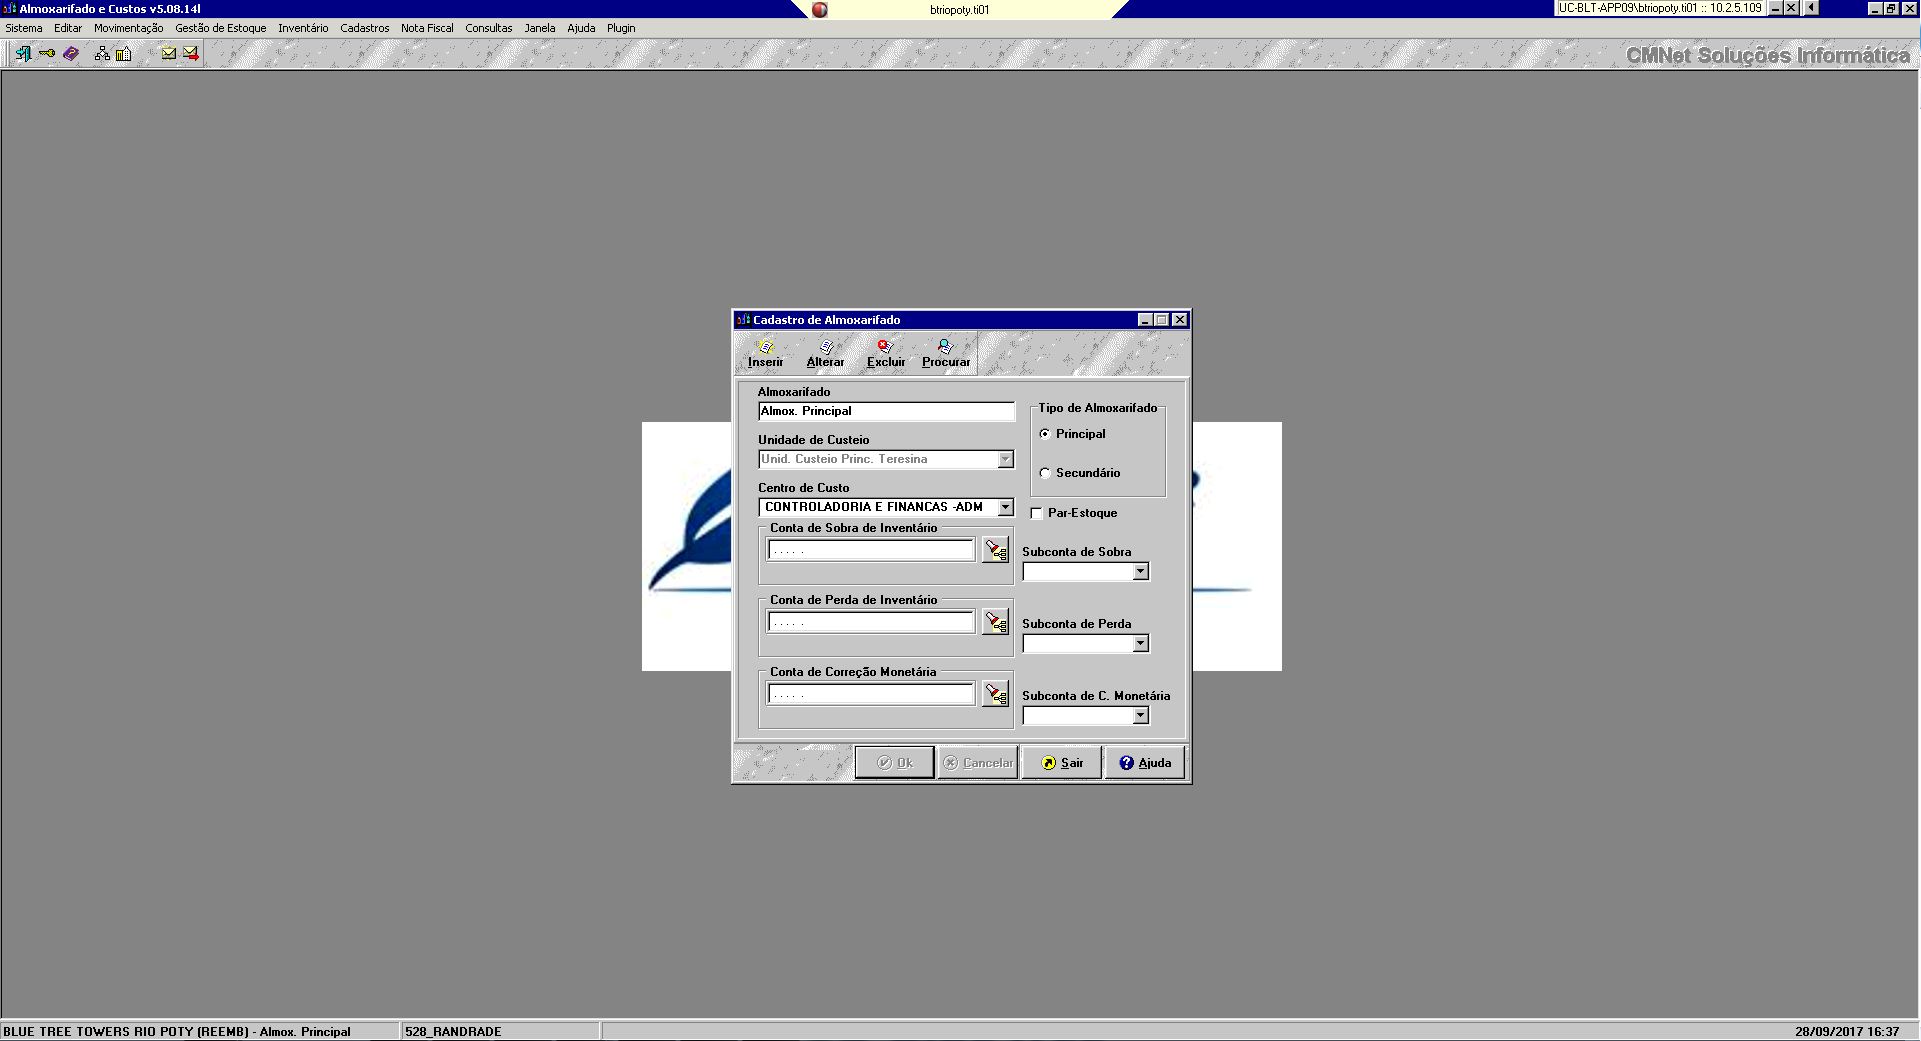 Almoxarifado e Custos v5.08.14l
btriopoty.ti01
UC-BLT-APP09\btriopoty.ti01 :: 10.2.5.109
Sistema Editar Movimentação Gestão de Estoque Inventário Cadastros Nota Fiscal Consultas Janela Ajuda Plugin
CMNet Soluções Informática
Cadastro de Almoxarifado
Inserir Alterar Excluir Procurar
Almoxarifado
Almox. Principal
Tipo de Almoxarifado
Principal
Secundário
Unidade de Custeio
Unid. Custeio Princ. Teresina
Centro de Custo
CONTROLADORIA E FINANCAS -ADM
Par-Estoque
Conta de Sobra de Inventário
. . . . .
Subconta de Sobra
Conta de Perda de Inventário
. . . . .
Subconta de Perda
Conta de Correção Monetária
. . . . .
Subconta de C. Monetária
Ok Cancelar Sair Ajuda
BLUE TREE TOWERS RIO POTY (REEMB) - Almox. Principal
528_RANDRADE
28/09/2017 16:37